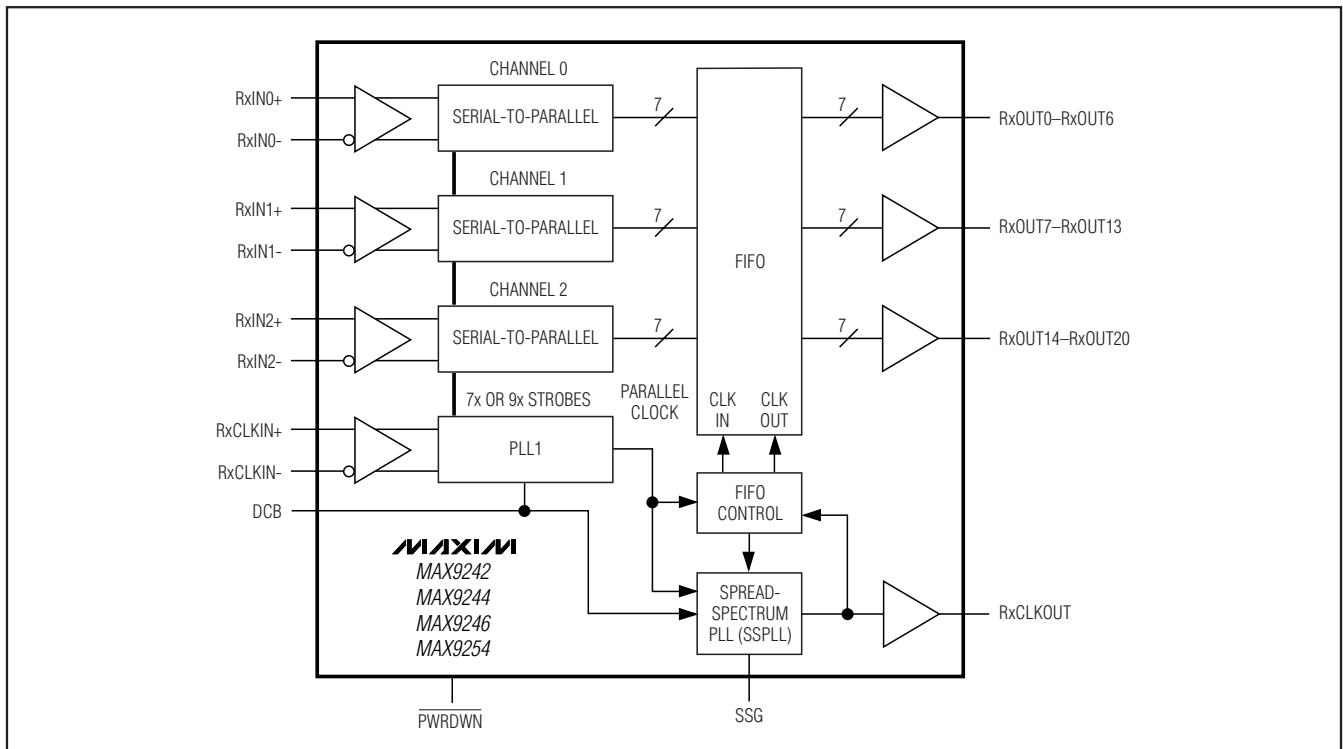 CHANNEL 0
RxIN0+
SERIAL-TO-PARALLEL
7
7
RxOUT0–RxOUT6
RxIN0-
CHANNEL 1
RxIN1+
SERIAL-TO-PARALLEL
7
7
RxOUT7–RxOUT13
RxIN1-
FIFO
CHANNEL 2
RxIN2+
SERIAL-TO-PARALLEL
7
7
RxOUT14–RxOUT20
RxIN2-
7x OR 9x STROBES
PARALLEL
CLOCK
CLK
IN
CLK
OUT
RxCLKIN+
PLL1
RxCLKIN-
DCB
FIFO
CONTROL
MAXIM
MAX9242
MAX9244
MAX9246
MAX9254
SPREAD-
SPECTRUM
PLL (SSPLL)
RxCLKOUT
PWRDWN
SSG